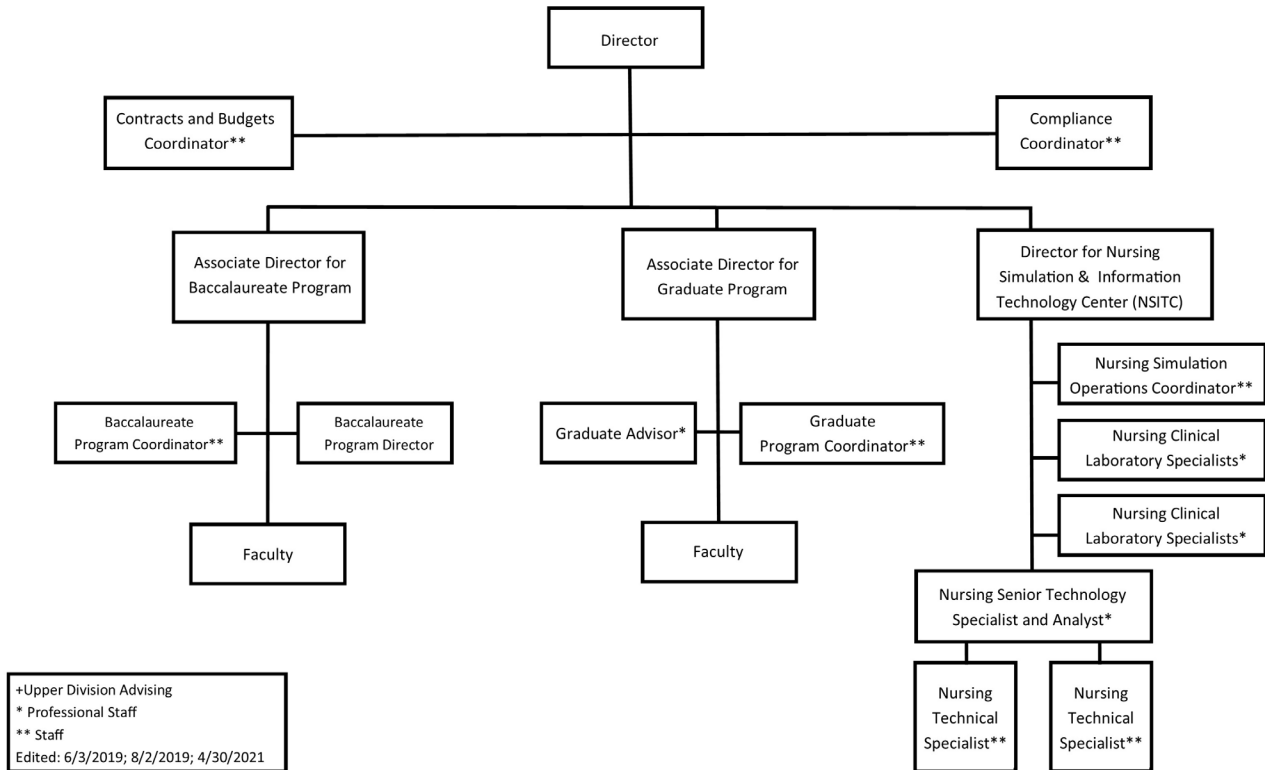 Director
Contracts and Budgets
Coordinator**
Compliance
Coordinator**
Associate Director for
Baccalaureate Program
Associate Director for
Graduate Program
Director for Nursing
Simulation & Information
Technology Center (NSITC)
Nursing Simulation
Operations Coordinator**
Baccalaureate
Program Coordinator**
Baccalaureate
Program Director
Graduate Advisor*
Graduate
Program Coordinator**
Nursing Clinical
Laboratory Specialists*
Nursing Clinical
Laboratory Specialists*
Faculty
Faculty
Nursing Senior Technology
Specialist and Analyst*
Nursing
Technical
Specialist**
Nursing
Technical
Specialist**
+Upper Division Advising
* Professional Staff
** Staff
Edited: 6/3/2019; 8/2/2019; 4/30/2021